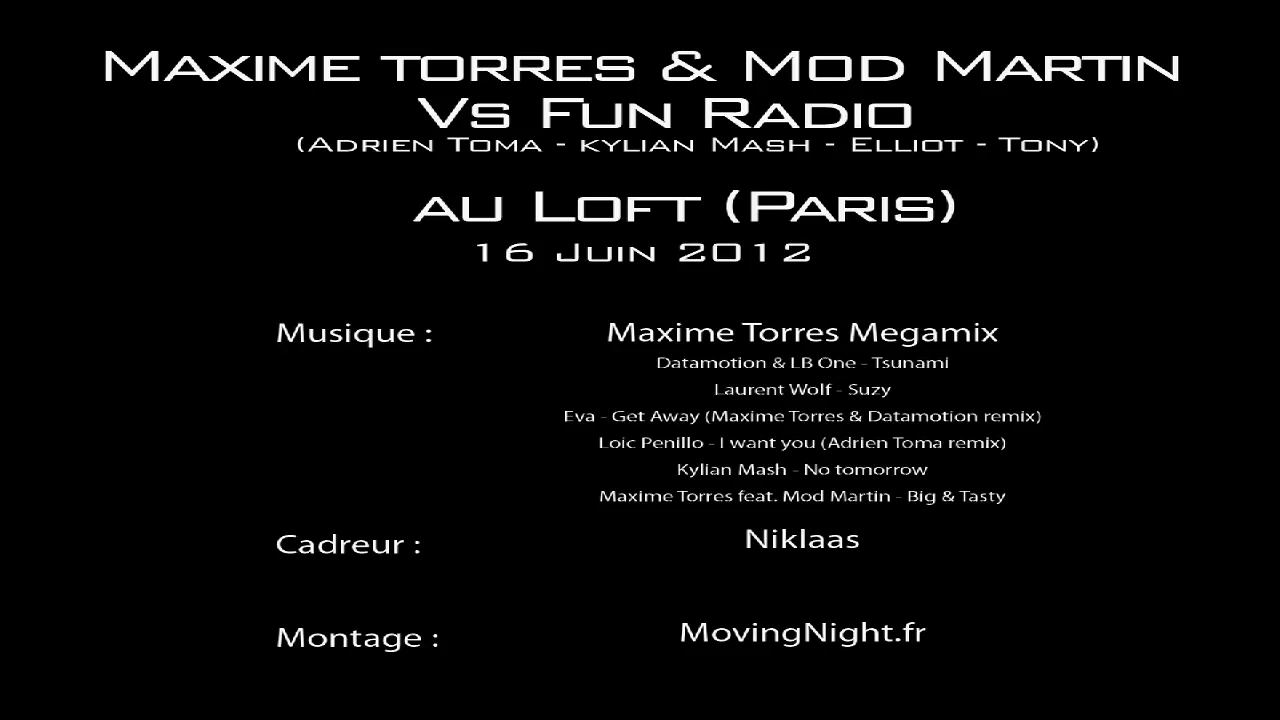 Maxime torres & Mod Martin
Vs Fun Radio
(Adrien Toma - kylian Mash - Elliot - Tony)
au Loft (Paris)
16 Juin 2012
Musique : Maxime Torres Megamix
Datamotion & LB One - Tsunami
Laurent Wolf - Suzy
Eva - Get Away (Maxime Torres & Datamotion remix)
Loic Penillo - I want you (Adrien Toma remix)
Kylian Mash - No tomorrow
Maxime Torres feat. Mod Martin - Big & Tasty
Cadreur : Niklaas
Montage : MovingNight.fr